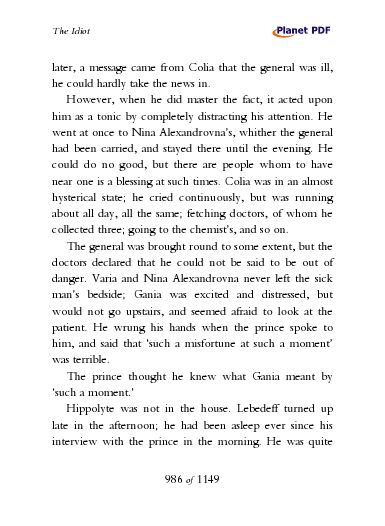 The Idiot
Planet PDF
later, a message came from Colia that the general was ill,
he could hardly take the news in.
However, when he did master the fact, it acted upon
him as a tonic by completely distracting his attention. He
went at once to Nina Alexandrovna's, whither the general
had been carried, and stayed there until the evening. He
could do no good, but there are people whom to have
near one is a blessing at such times. Colia was in an almost
hysterical state; he cried continuously, but was running
about all day, all the same; fetching doctors, of whom he
collected three; going to the chemist's, and so on.
The general was brought round to some extent, but the
doctors declared that he could not be said to be out of
danger. Varia and Nina Alexandrovna never left the sick
man's bedside; Gania was excited and distressed, but
would not go upstairs, and seemed afraid to look at the
patient. He wrung his hands when the prince spoke to
him, and said that 'such a misfortune at such a moment'
was terrible.
The prince thought he knew what Gania meant by
'such a moment.'
Hippolyte was not in the house. Lebedeff turned up
late in the afternoon; he had been asleep ever since his
interview with the prince in the morning. He was quite
986 of 1149